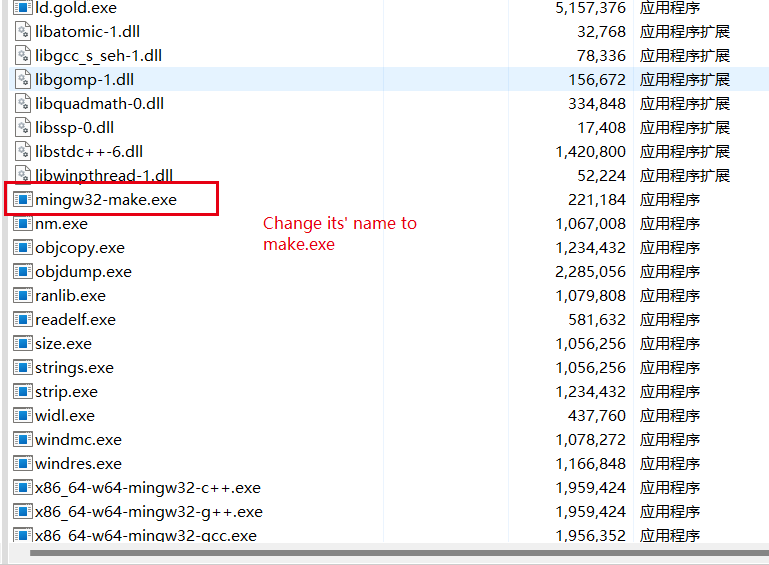 ld.gold.exe 5,157,376 应用程序
libatomic-1.dll 32,768 应用程序扩展
libgcc_s_seh-1.dll 78,336 应用程序扩展
libgomp-1.dll 156,672 应用程序扩展
libquadmath-0.dll 334,848 应用程序扩展
libssp-0.dll 17,408 应用程序扩展
libstdc++-6.dll 1,420,800 应用程序扩展
libwinpthread-1.dll 52,224 应用程序扩展
mingw32-make.exe 221,184 应用程序
nm.exe 1,067,008 应用程序
Change its' name to
make.exe
objcopy.exe 1,234,432 应用程序
objdump.exe 2,285,056 应用程序
ranlib.exe 1,079,808 应用程序
readelf.exe 581,632 应用程序
size.exe 1,056,256 应用程序
strings.exe 1,056,256 应用程序
strip.exe 1,234,432 应用程序
widl.exe 437,760 应用程序
windmc.exe 1,078,272 应用程序
windres.exe 1,166,848 应用程序
x86_64-w64-mingw32-c++.exe 1,959,424 应用程序
x86_64-w64-mingw32-g++.exe 1,959,424 应用程序
x86_64-w64-mingw32-gcc.exe 1,956,352 应用程序